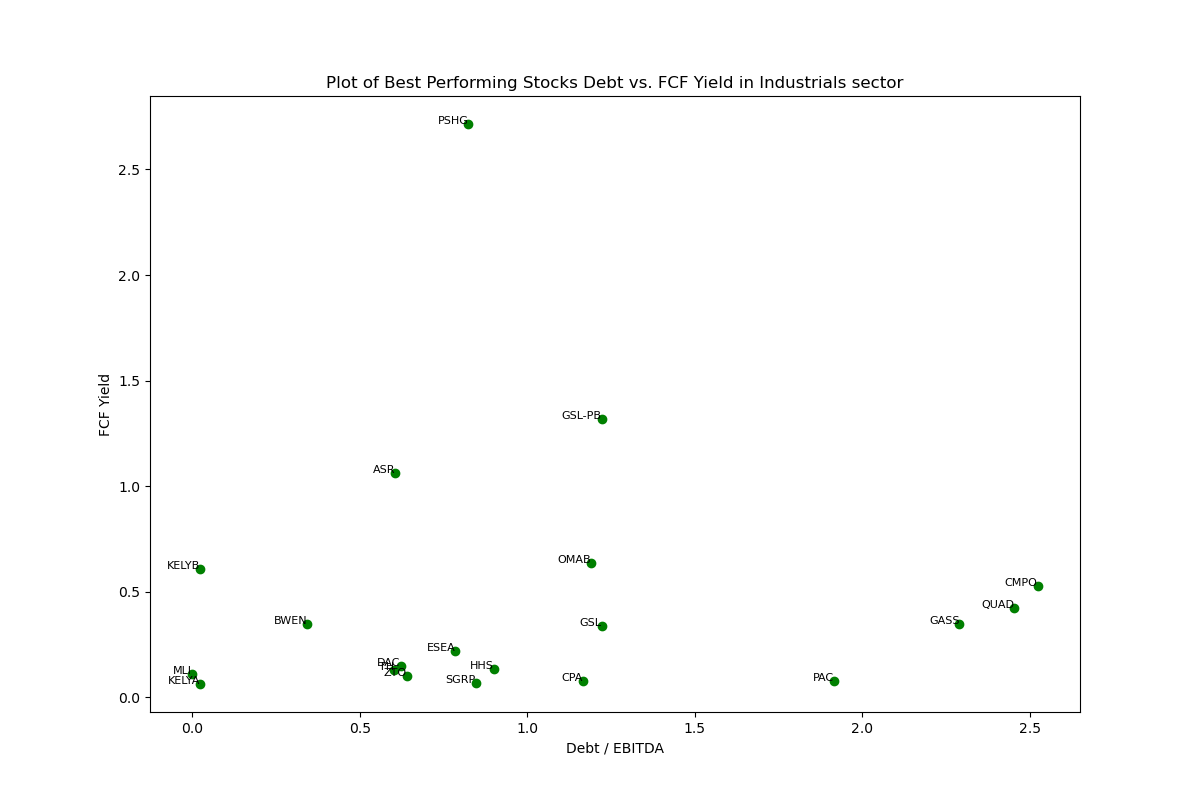 Plot of Best Performing Stocks Debt vs. FCF Yield in Industrials sector
PSHG
2.5
2.0
FCF Yield
1.5
GSL-PB
ASR
1.0
OMAB
KELYB
CMPO
0.5
QUAD
BWEN
GSL
GASS
ESEA
DAC
HHS
MLI
ZTO
CPA
PAC
KELYA
SGRP
0.0
0.0 0.5 1.0 1.5 2.0 2.5
Debt / EBITDA